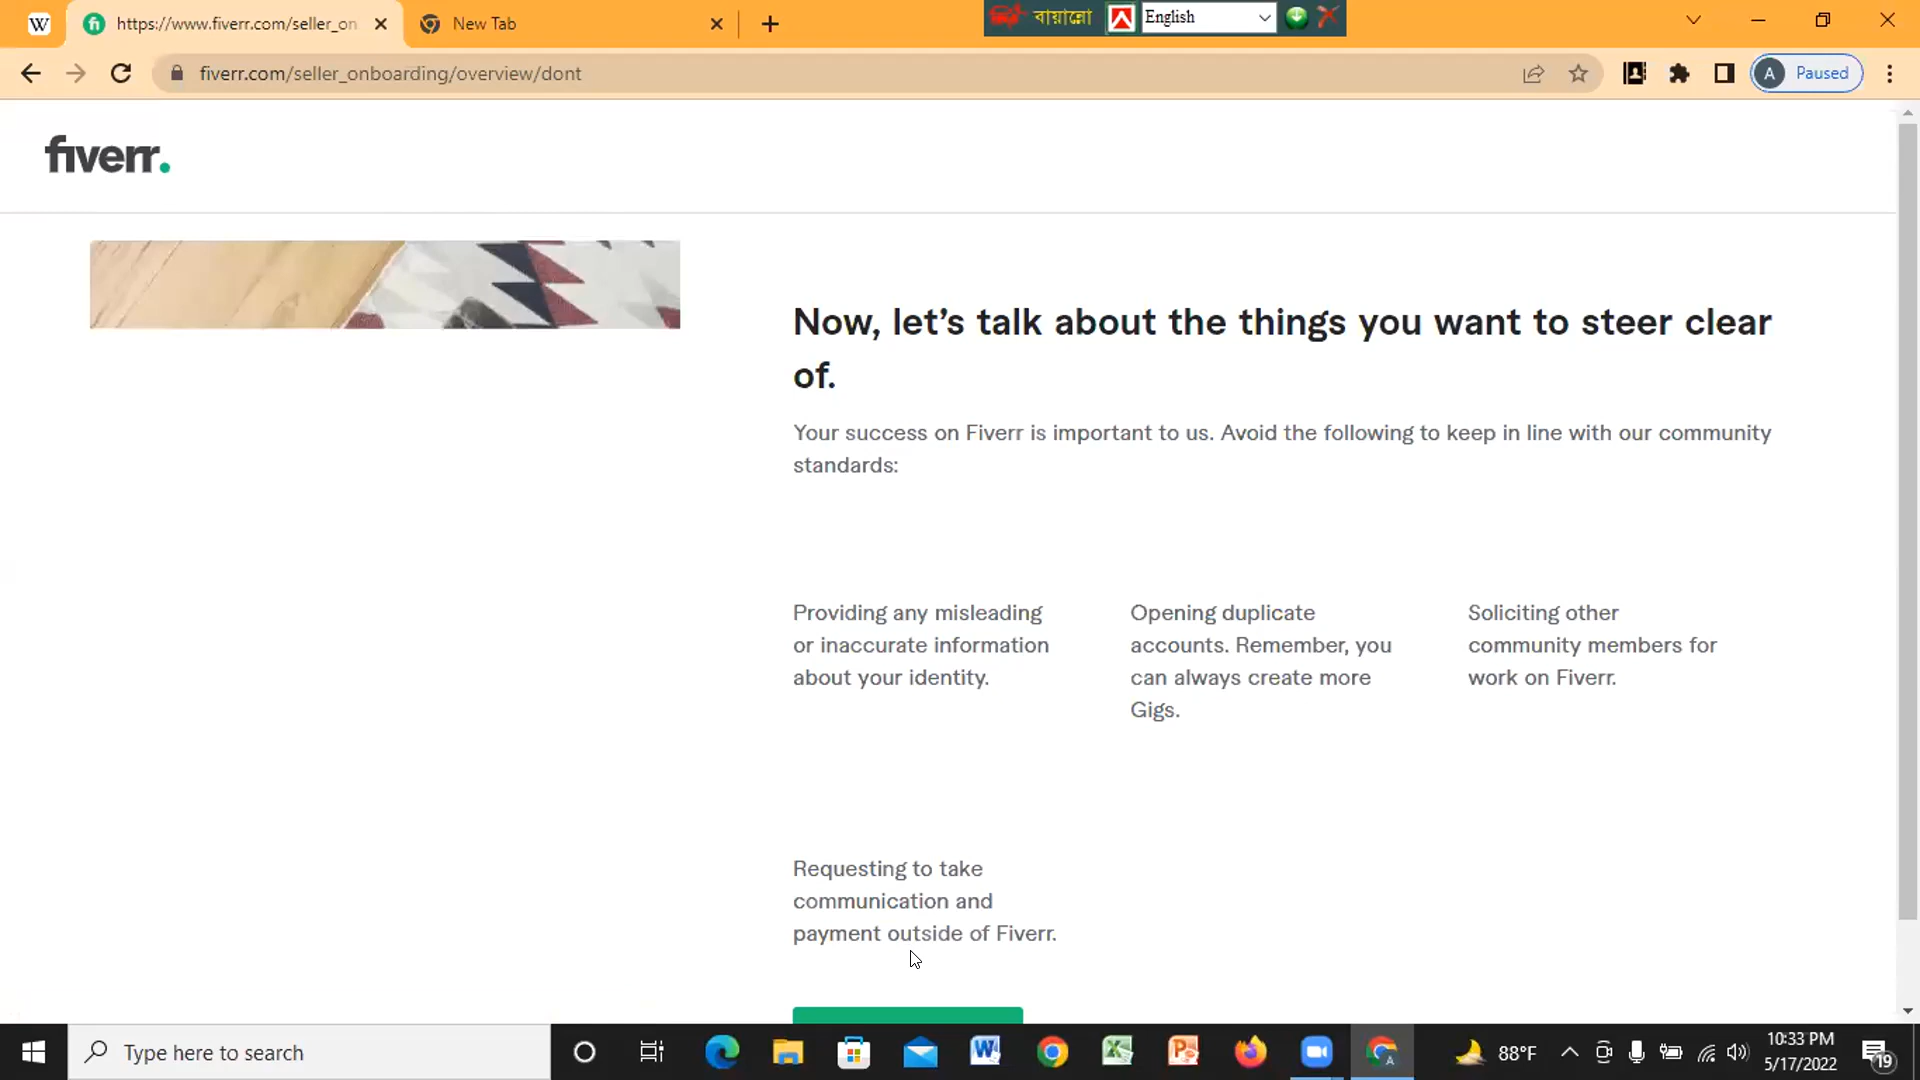 W
fi
https://www.fiverr.com/seller_on
New Tab
বায়ান্নো
English
fiverr.com/seller_onboarding/overview/dont
A
Paused
fiverr.
Now, let's talk about the things you want to steer clear
of.
Your success on Fiverr is important to us. Avoid the following to keep in line with our community
standards:
Providing any misleading
or inaccurate information
about your identity.
Opening duplicate
accounts. Remember, you
can always create more
Gigs.
Soliciting other
community members for
work on Fiverr.
Requesting to take
communication and
payment outside of Fiverr.
Type here to search
88°F
10:33 PM
5/17/2022
19